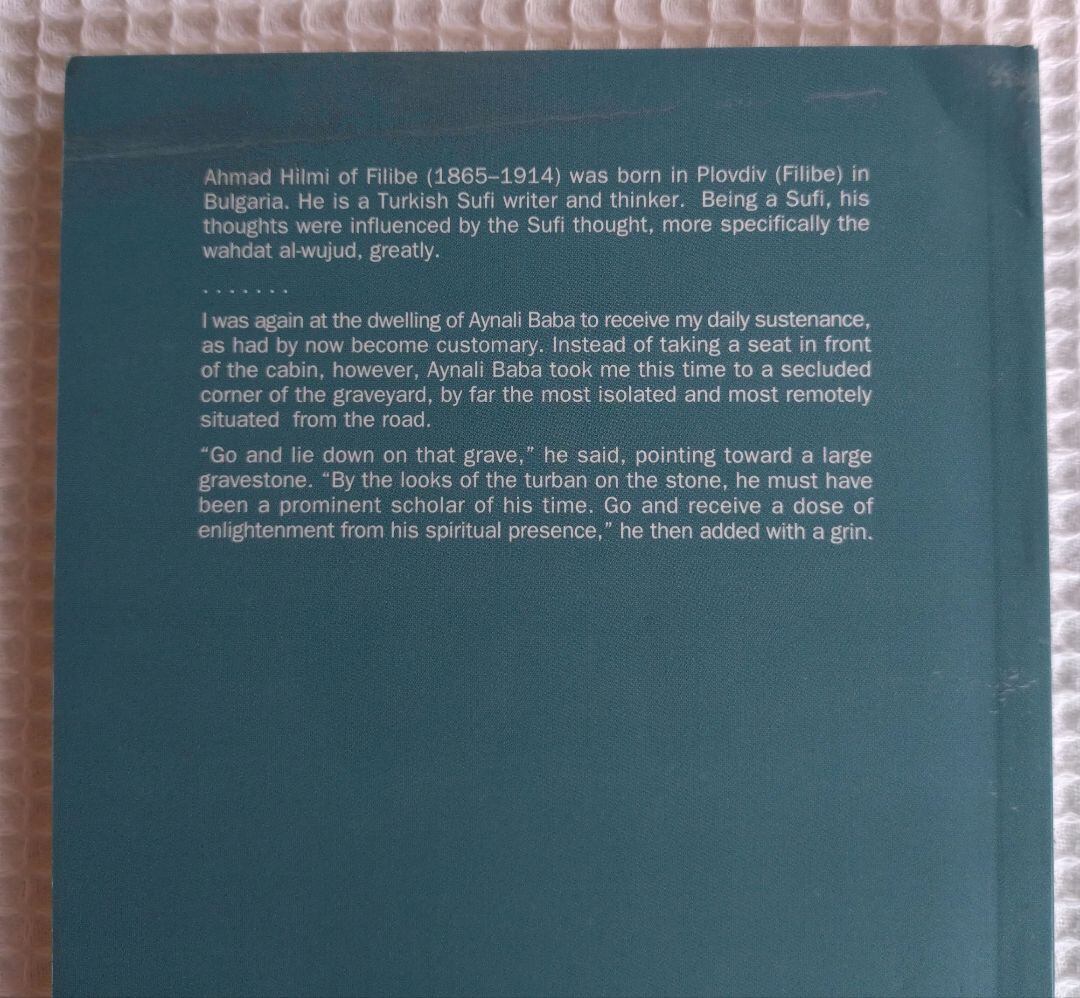 Ahmad Hilmi of Filibe (1865–1914) was born in Plovdiv (Filibe) in
Bulgaria. He is a Turkish Sufi writer and thinker. Being a Sufi, his
thoughts were influenced by the Sufi thought, more specifically the
wahdat al-wujud, greatly.
. . . . . . .
I was again at the dwelling of Aynali Baba to receive my daily sustenance,
as had by now become customary. Instead of taking a seat in front
of the cabin, however, Aynali Baba took me this time to a secluded
corner of the graveyard, by far the most isolated and most remotely
situated from the road.
“Go and lie down on that grave,” he said, pointing toward a large
gravestone. “By the looks of the turban on the stone, he must have
been a prominent scholar of his time. Go and receive a dose of
enlightenment from his spiritual presence,” he then added with a grin.